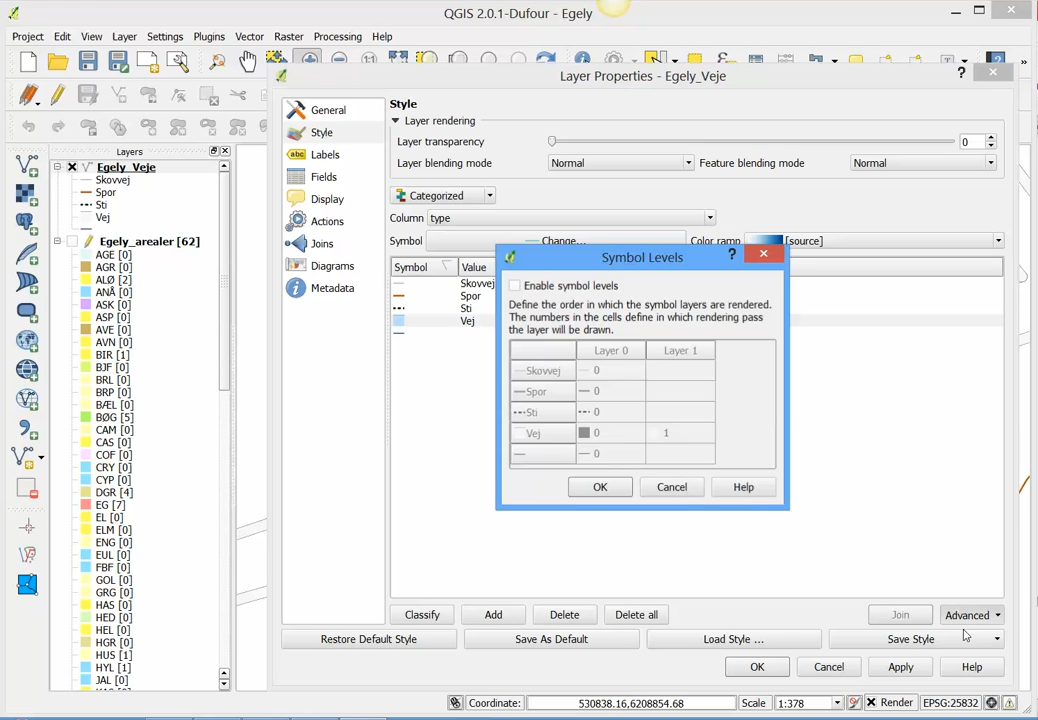 QGIS 2.0.1-Dufour - Egely
Project Edit View Layer Settings Plugins Vector Raster Processing Help
Layer Properties - Egely_Veje
General
Style
Labels
Fields
Display
Actions
Joins
Diagrams
Metadata
Style
Layer rendering
Layer transparency 0
Layer blending mode Normal Feature blending mode Normal
Categorized
Column type
Symbol Change... Color ramp [source]
Symbol Value
Skovvej
Spor
Sti
Vej
Symbol Levels
Enable symbol levels
Define the order in which the symbol layers are rendered.
The numbers in the cells define in which rendering pass
the layer will be drawn.
Layer 0 Layer 1
Skovvej 0
Spor 0
Sti 0
Vej 0 1
0
OK Cancel Help
Classify Add Delete Delete all Join Advanced
Restore Default Style Save As Default Load Style ... Save Style
OK Cancel Apply Help
Layers
Egely_Veje
Skovvej
Spor
Sti
Vej
Egely_arealer [62]
AGE [0]
AGR [0]
ALØ [2]
ANÅ [0]
ASK [0]
ASP [0]
AVE [0]
AVN [0]
BIR [1]
BJF [0]
BRL [0]
BRP [0]
BÆL [0]
BØG [5]
CAM [0]
CAS [0]
COF [0]
CRY [0]
CYP [0]
DGR [4]
EG [7]
EL [0]
ELM [0]
ENG [0]
EUL [0]
FBF [0]
GOL [0]
GRG [0]
HAS [0]
HED [0]
HEL [0]
HGR [0]
HUS [1]
HYL [1]
JAL [0]
Coordinate: 530838.16,6208854.68 Scale 1:378 Render EPSG:25832